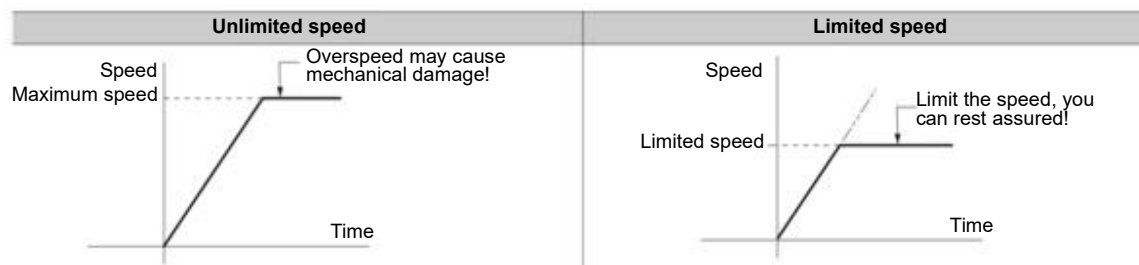 Unlimited speed
Limited speed
Speed
Overspeed may cause
mechanical damage!
Maximum speed
Time
Speed
Limit the speed, you
can rest assured!
Limited speed
Time